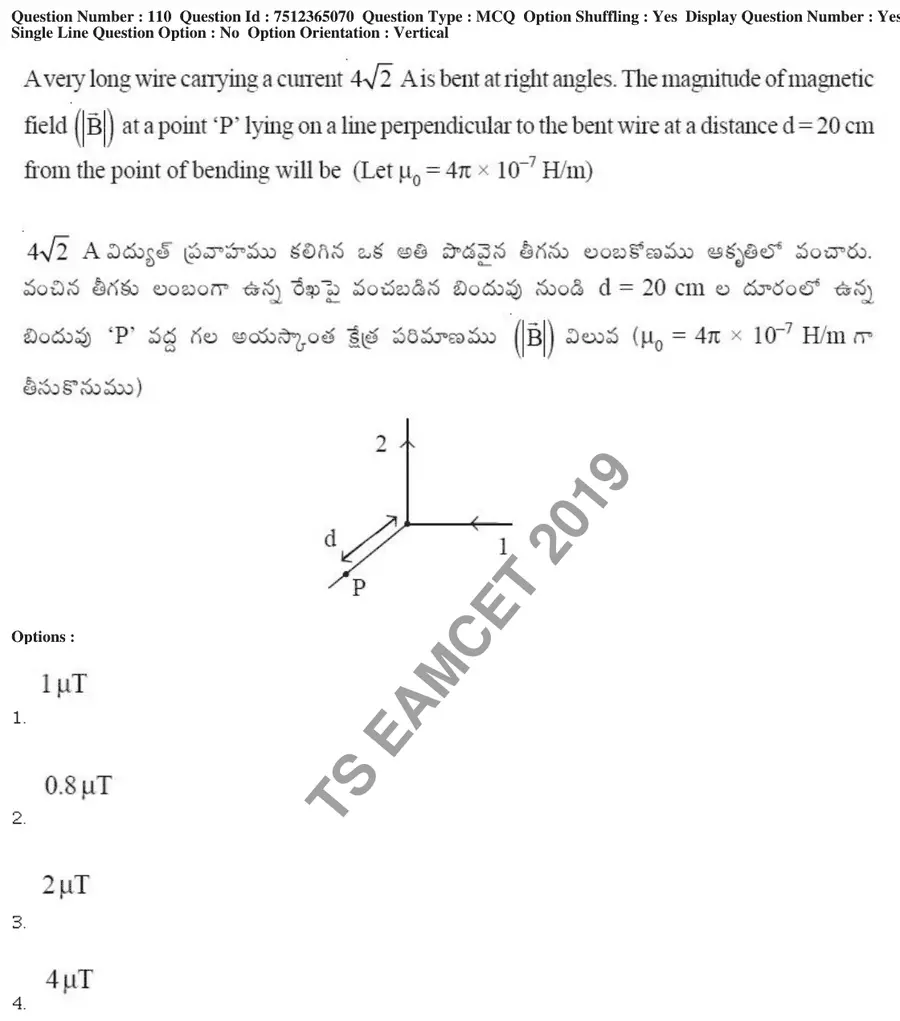 Question Number : 110 Question Id : 7512365070 Question Type : MCQ Option Shuffling : Yes Display Question Number : Yes
Single Line Question Option : No Option Orientation : Vertical
A very long wire carrying a current 4√2 A is bent at right angles. The magnitude of magnetic
field (|B⃗|) at a point ‘P’ lying on a line perpendicular to the bent wire at a distance d = 20 cm
from the point of bending will be (Let μ₀ = 4π × 10⁻⁷ H/m)
4√2 A విద్యుత్ ప్రవాహము కలిగిన ఒక అతి పొడవైన తీగను లంబకోణము ఆకృతిలో వంచారు.
వంచిన తీగకు లంబంగా ఉన్న రేఖపై వంచబడిన బిందువు నుండి d = 20 cm ల దూరంలో ఉన్న
బిందువు ‘P’ వద్ద గల అయస్కాంత క్షేత్ర పరిమాణము (|B⃗|) విలువ (μ₀ = 4π × 10⁻⁷ H/m గా
తీసుకొనుము)
2
d
1
P
TS EAMCET 2019
Options :
1 μT
1.
0.8 μT
2.
2 μT
3.
4 μT
4.